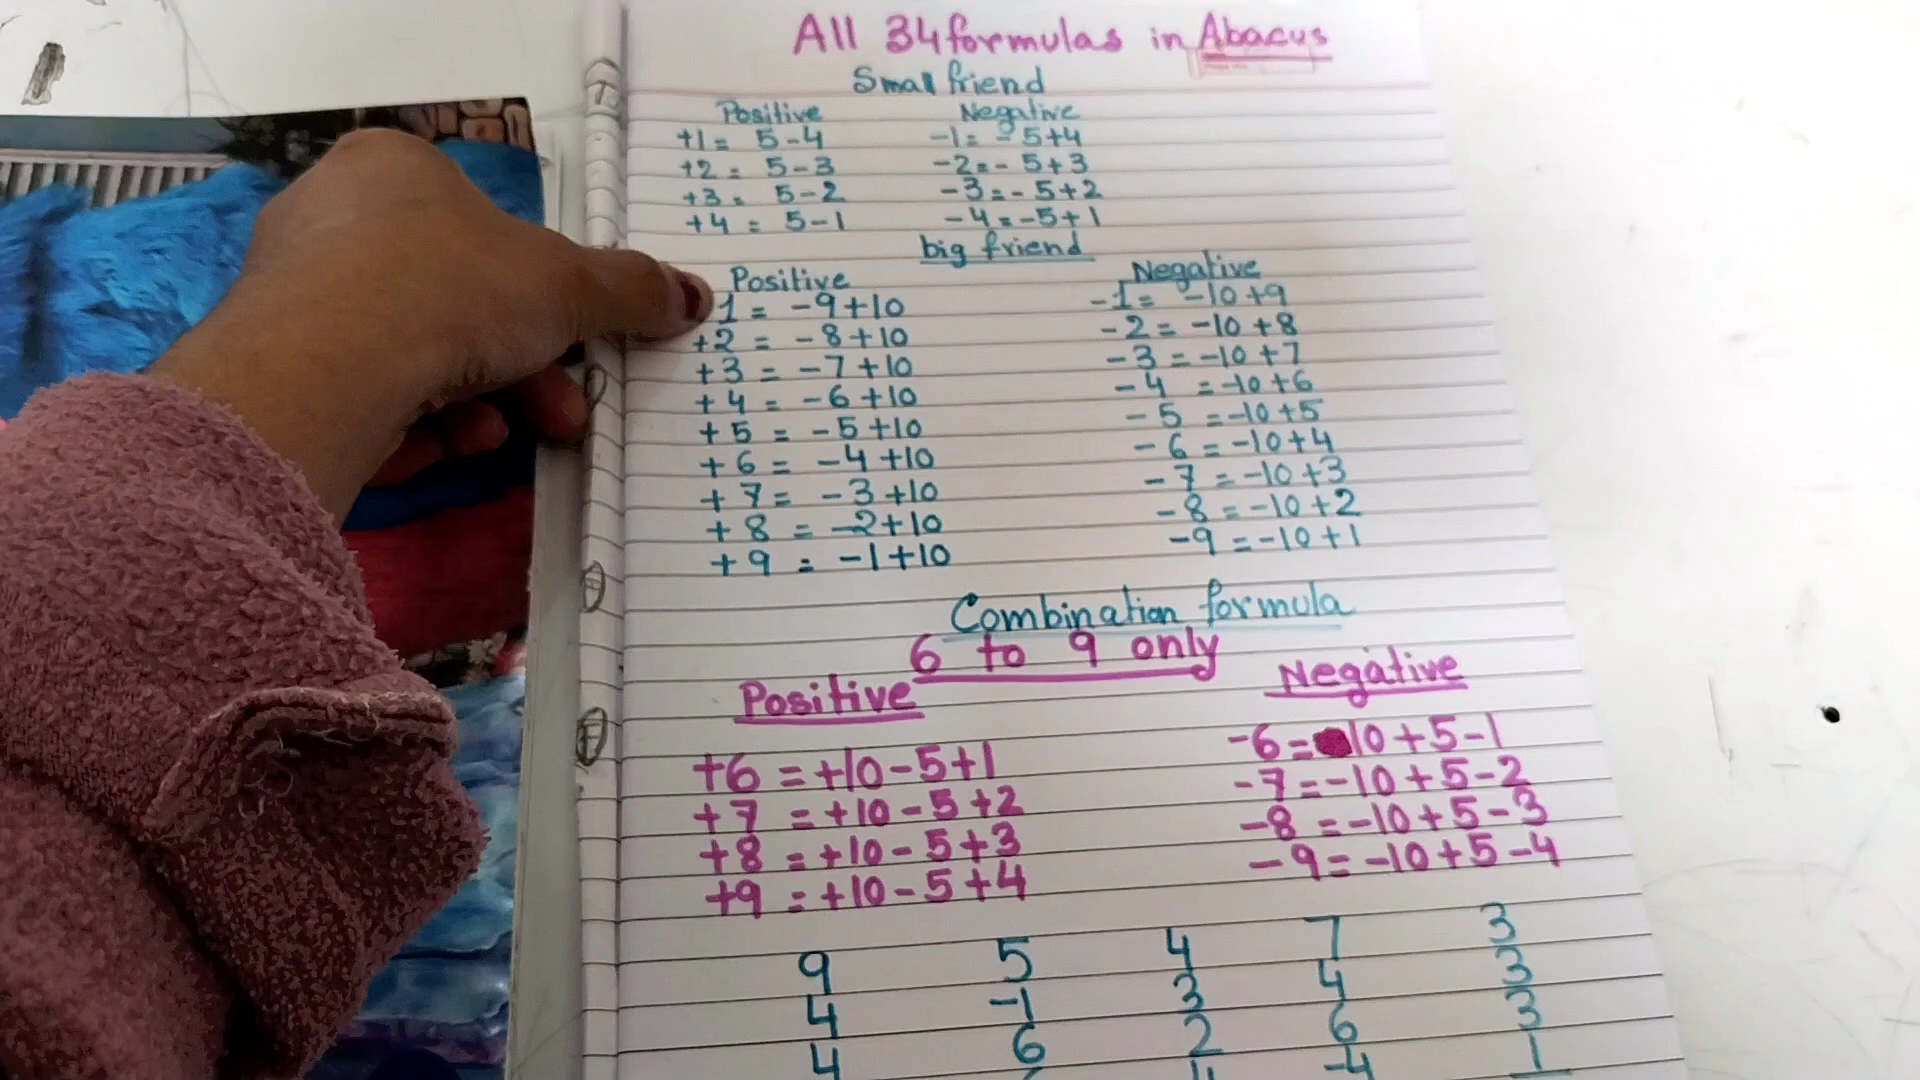 All 34 formulas in Abacus
Small friend
Positive Negative
+1 = 5-4 -1 = -5+4
+2 = 5-3 -2 = -5+3
+3 = 5-2 -3 = -5+2
+4 = 5-1 -4 = -5+1
big friend
Positive Negative
1 = -9+10 -1 = -10+9
+2 = -8+10 -2 = -10+8
+3 = -7+10 -3 = -10+7
+4 = -6+10 -4 = -10+6
+5 = -5+10 -5 = -10+5
+6 = -4+10 -6 = -10+4
+7 = -3+10 -7 = -10+3
+8 = -2+10 -8 = -10+2
+9 = -1+10 -9 = -10+1
Combination formula
6 to 9 only
Positive Negative
+6 = +10-5+1 -6 = 10+5-1
+7 = +10-5+2 -7 = -10+5-2
+8 = +10-5+3 -8 = -10+5-3
+9 = +10-5+4 -9 = -10+5-4
9 5 4 7 3
4 -1 3 4 3
4 6 2 6 3
-4 1